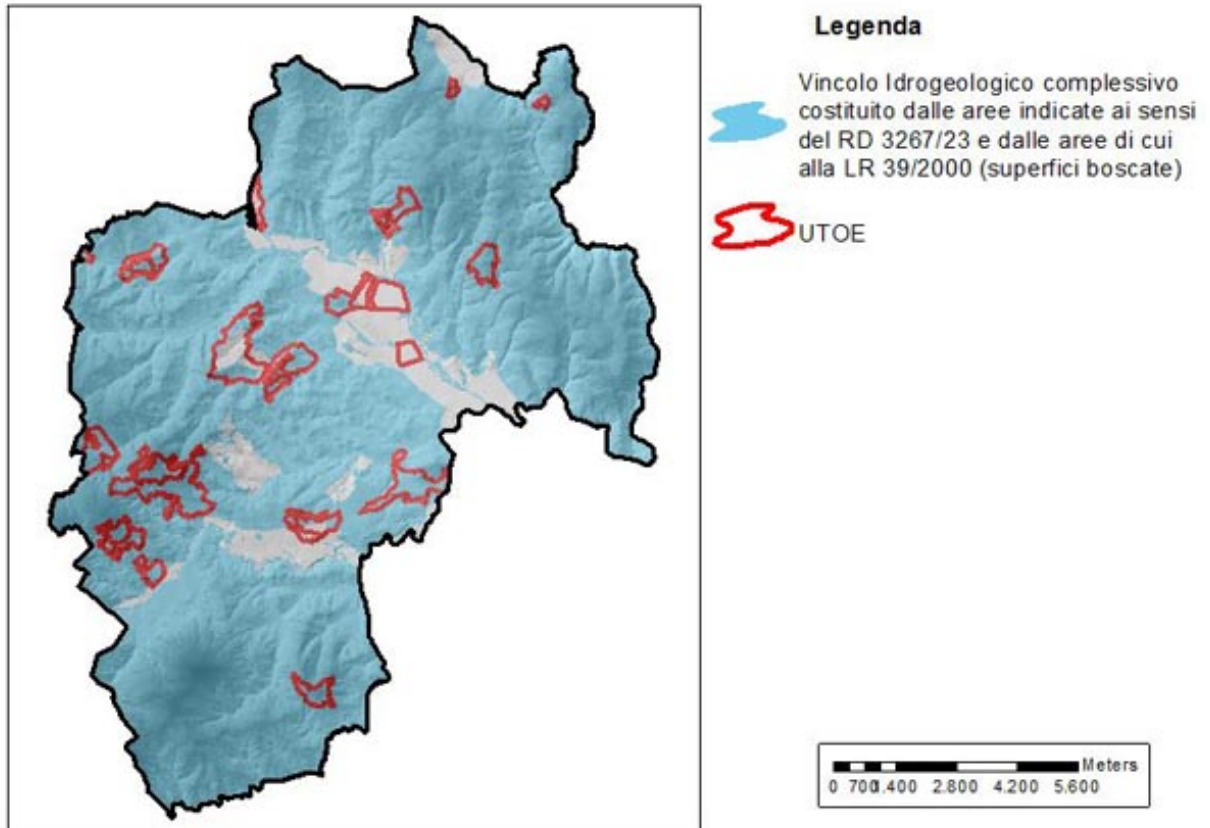 Legenda
Vincolo Idrogeologico complessivo
costituito dalle aree indicate ai sensi
del RD 3267/23 e dalle aree di cui
alla LR 39/2000 (superfici boscate)
UTOE
Meters
0 700 1.400 2.800 4.200 5.600